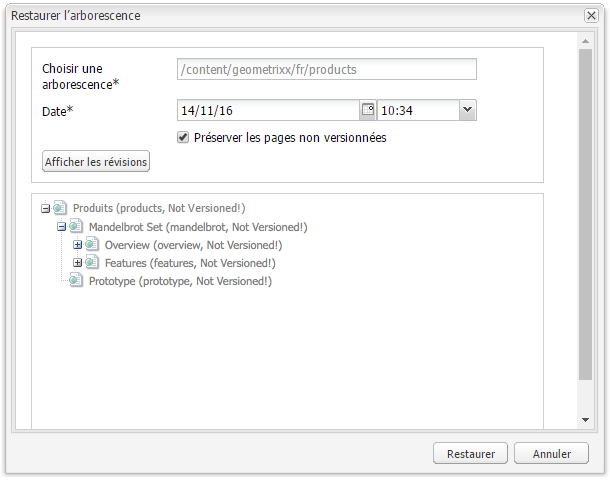 Restaurer l'arborescence
Choisir une
arborescence*
/content/geometrixx/fr/products
Date*
14/11/16
10:34
Préserver les pages non versionnées
Afficher les révisions
Produits (products, Not Versioned!)
Mandelbrot Set (mandelbrot, Not Versioned!)
Overview (overview, Not Versioned!)
Features (features, Not Versioned!)
Prototype (prototype, Not Versioned!)
Restaurer
Annuler